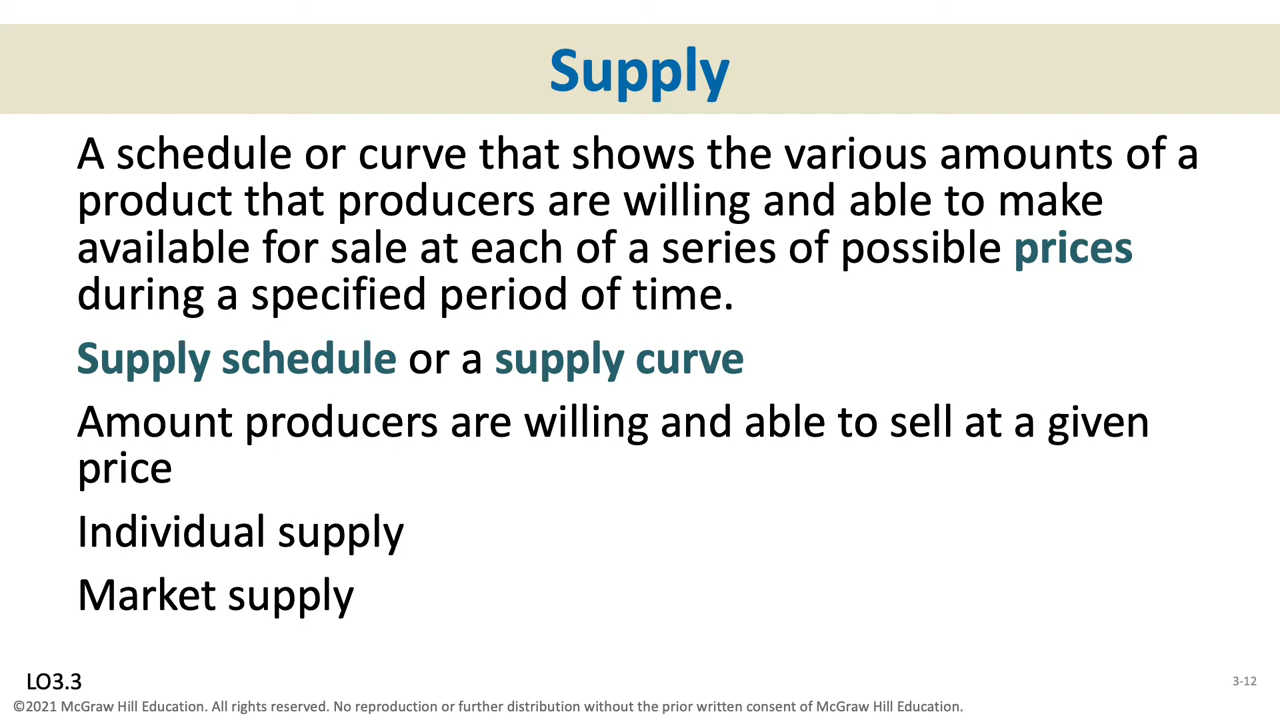 Supply
A schedule or curve that shows the various amounts of a
product that producers are willing and able to make
available for sale at each of a series of possible prices
during a specified period of time.
Supply schedule or a supply curve
Amount producers are willing and able to sell at a given
price
Individual supply
Market supply
LO3.3
3-12
©2021 McGraw Hill Education. All rights reserved. No reproduction or further distribution without the prior written consent of McGraw Hill Education.